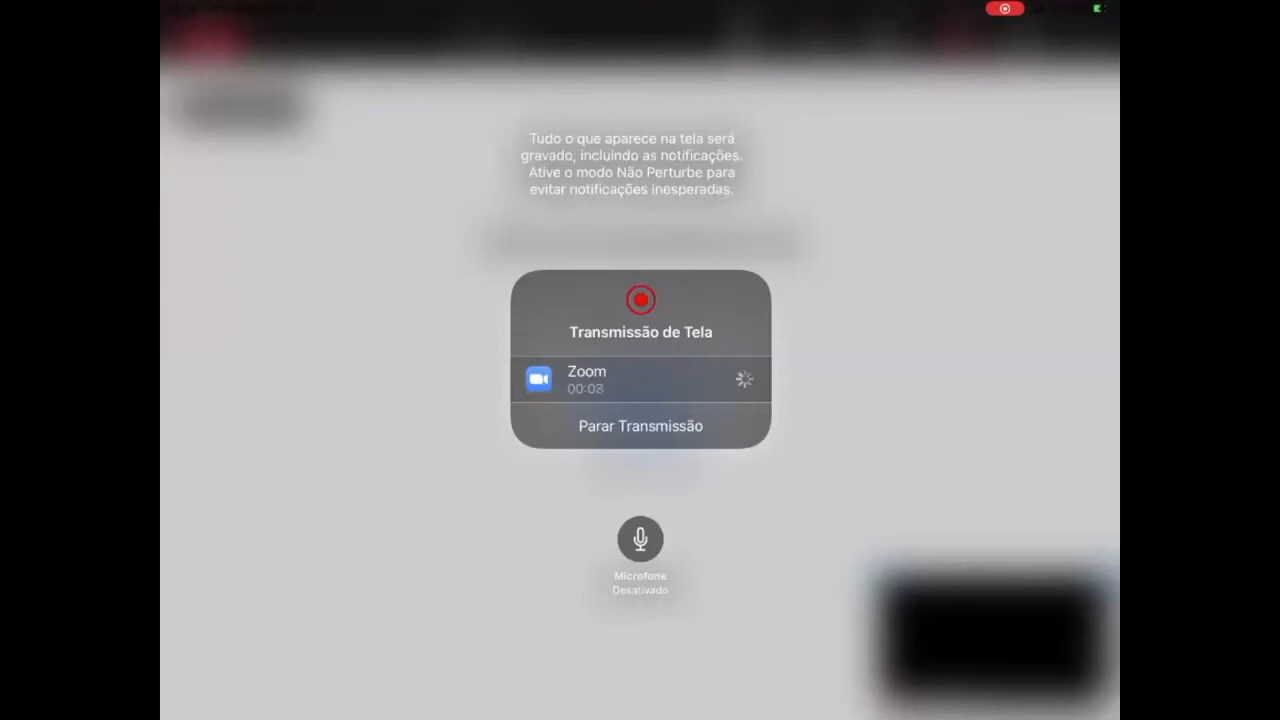 Tudo o que aparece na tela será
gravado, incluindo as notificações.
Ative o modo Não Perturbe para
evitar notificações inesperadas.
Transmissão de Tela
Zoom
00:08
Parar Transmissão
Microfone
Desativado